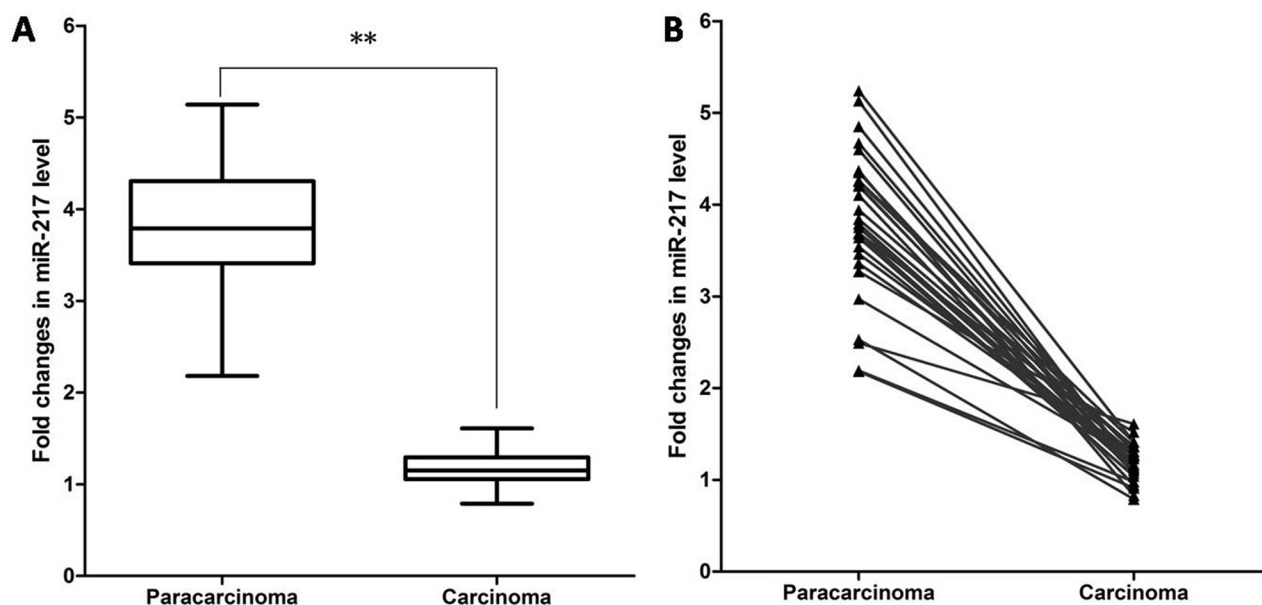 A
Fold changes in miR-217 level
6
5
4
3
2
1
0
**
Paracarcinoma
Carcinoma
B
Fold changes in miR-217 level
6
5
4
3
2
1
0
Paracarcinoma
Carcinoma